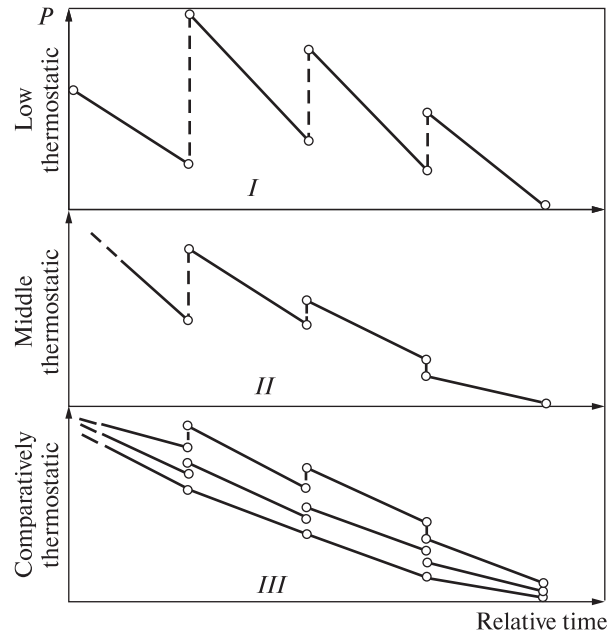 P
Low
thermostatic
I
Middle
thermostatic
II
Comparatively
thermostatic
III
Relative time